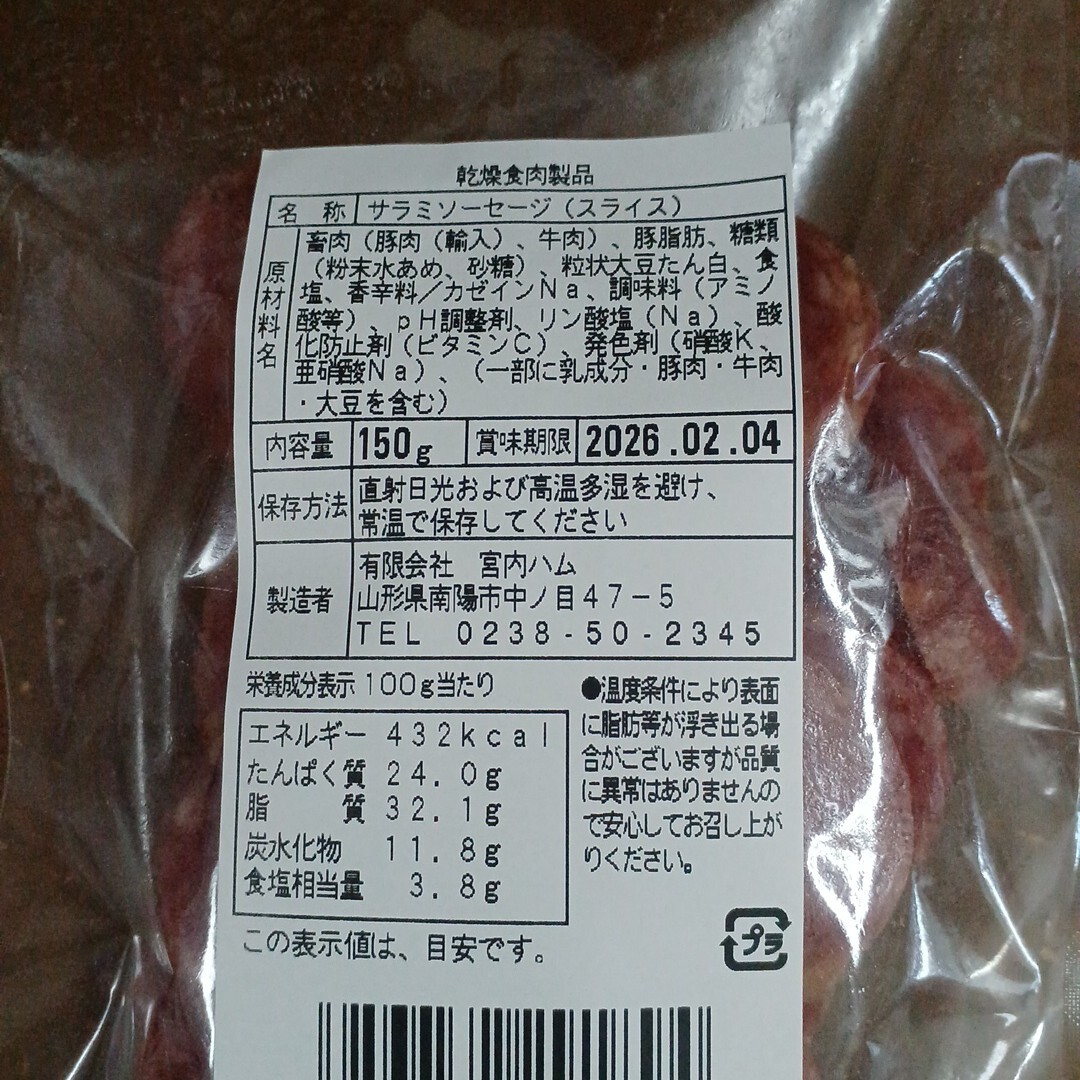 乾燥食肉製品
名 称 サラミソーセージ（スライス）
原材料名
畜肉（豚肉（輸入）、牛肉）、豚脂肪、糖類
（粉末水あめ、砂糖）、粒状大豆たん白、食
塩、香辛料／カゼインＮａ、調味料（アミノ
酸等）、ｐＨ調整剤、リン酸塩（Ｎａ）、酸
化防止剤（ビタミンＣ）、発色剤（硝酸Ｋ、
亜硝酸Ｎａ）、（一部に乳成分・豚肉・牛肉
・大豆を含む）
内容量 150g 賞味期限 2026.02.04
保存方法
直射日光および高温多湿を避け、
常温で保存してください
製造者
有限会社 宮内ハム
山形県南陽市中ノ目４７－５
ＴＥＬ ０２３８-５０-２３４５
栄養成分表示 １００ｇ当たり
エネルギー ４３２ｋｃａｌ
たんぱく質 ２４.０ｇ
脂 質 ３２.１ｇ
炭水化物 １１.８ｇ
食塩相当量 ３.８ｇ
この表示値は、目安です。
●温度条件により表面
に脂肪等が浮き出る場
合がございますが品質
に異常はありませんの
で安心してお召し上が
りください。
プラ